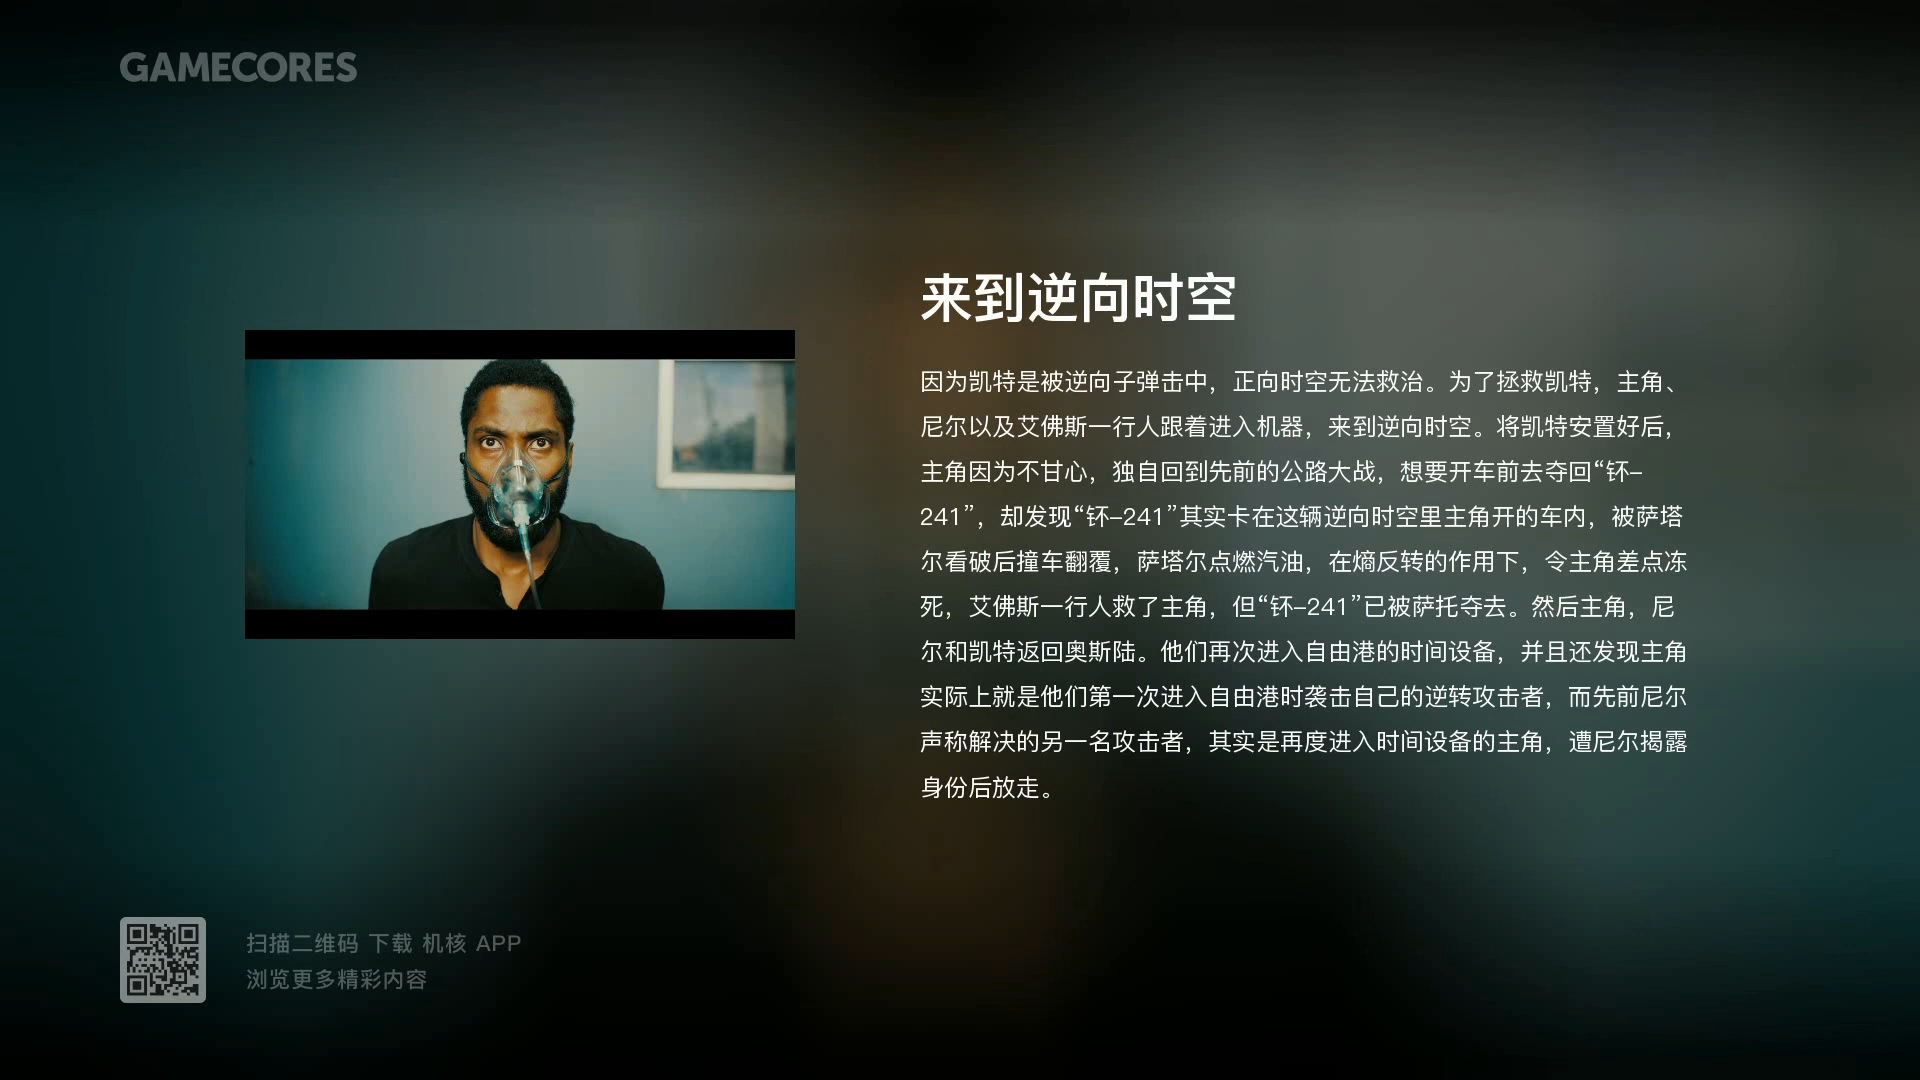 GAMECORES
来到逆向时空
因为凯特是被逆向子弹击中，正向时空无法救治。为了拯救凯特，主角、
尼尔以及艾佛斯一行人跟着进入机器，来到逆向时空。将凯特安置好后，
主角因为不甘心，独自回到先前的公路大战，想要开车前去夺回“钚-
241”，却发现“钚-241”其实卡在这辆逆向时空里主角开的车内，被萨塔
尔看破后撞车翻覆，萨塔尔点燃汽油，在熵反转的作用下，令主角差点冻
死，艾佛斯一行人救了主角，但“钚-241”已被萨托夺去。然后主角，尼
尔和凯特返回奥斯陆。他们再次进入自由港的时间设备，并且还发现主角
实际上就是他们第一次进入自由港时袭击自己的逆转攻击者，而先前尼尔
声称解决的另一名攻击者，其实是再度进入时间设备的主角，遭尼尔揭露
身份后放走。
扫描二维码 下载 机核 APP
浏览更多精彩内容